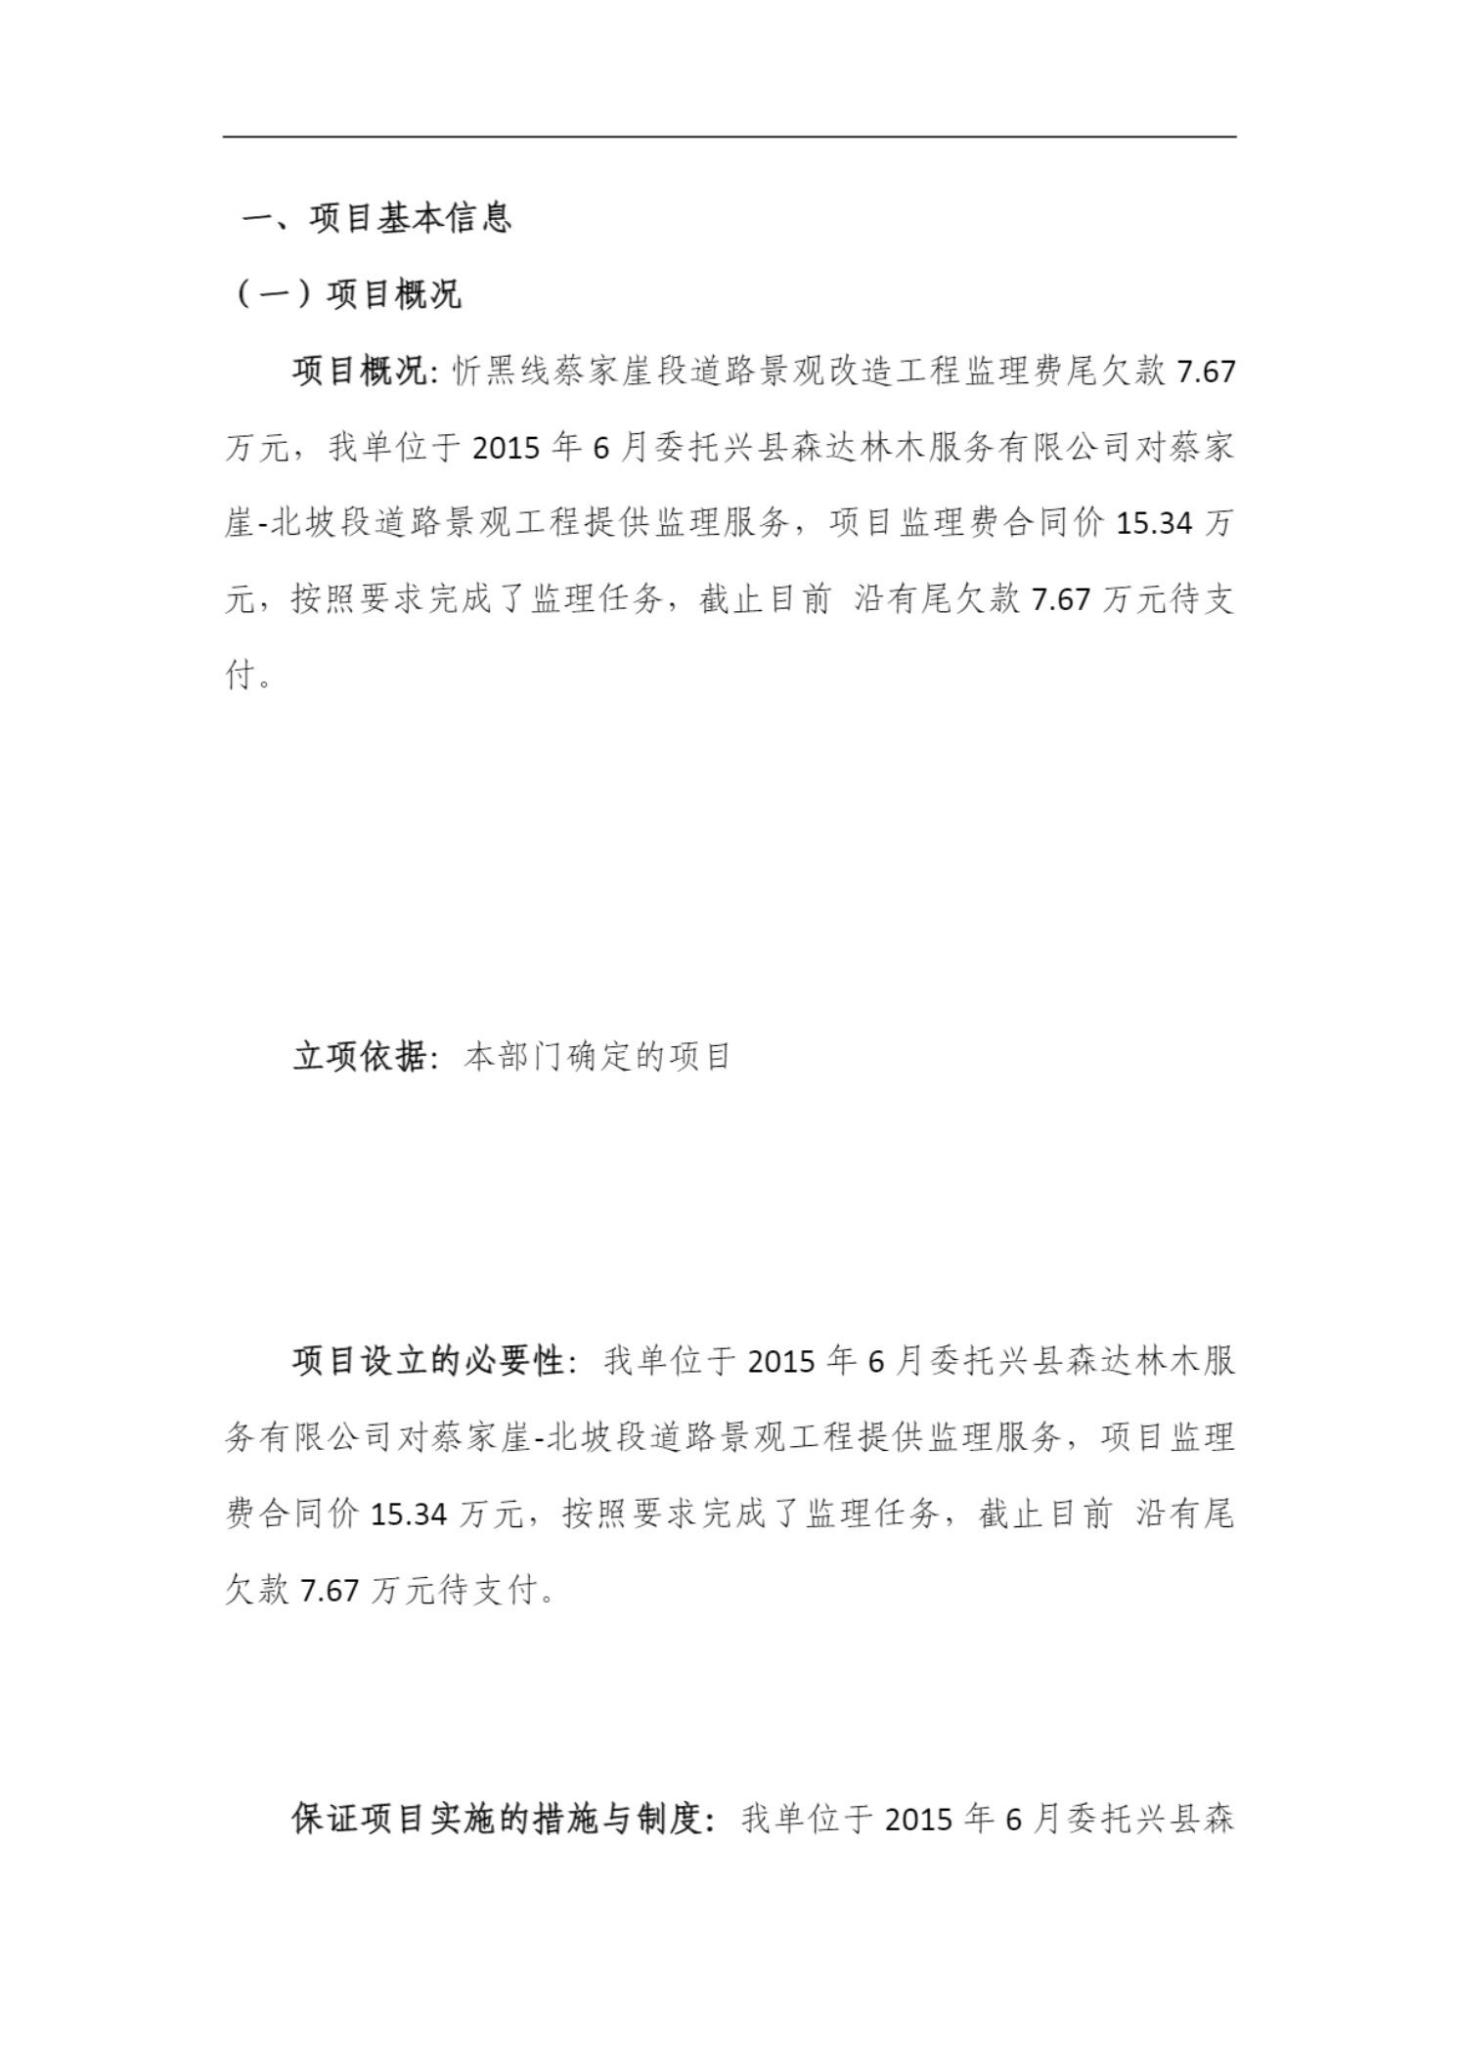 一、项目基本信息
（一）项目概况
项目概况：忻黑线蔡家崖段道路景观改造工程监理费尾欠款 7.67
万元，我单位于 2015 年 6 月委托兴县森达林木服务有限公司对蔡家
崖-北坡段道路景观工程提供监理服务，项目监理费合同价 15.34 万
元，按照要求完成了监理任务，截止目前 沿有尾欠款 7.67 万元待支
付。
立项依据：本部门确定的项目
项目设立的必要性：我单位于 2015 年 6 月委托兴县森达林木服
务有限公司对蔡家崖-北坡段道路景观工程提供监理服务，项目监理
费合同价 15.34 万元，按照要求完成了监理任务，截止目前 沿有尾
欠款 7.67 万元待支付。
保证项目实施的措施与制度：我单位于 2015 年 6 月委托兴县森